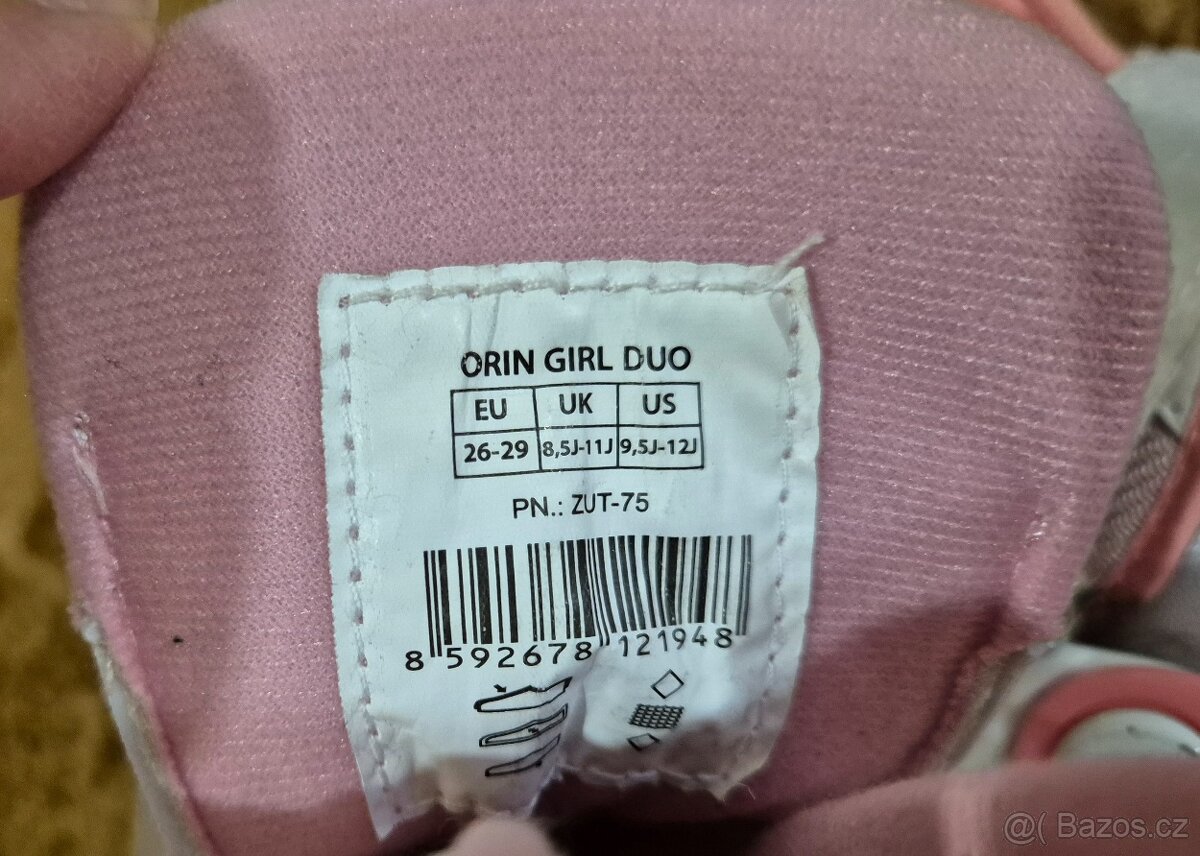 ORIN GIRL DUO
EU UK US
26-29 8,5J-11J 9,5J-12J
PN.: ZUT-75
8 592678 121948
@( Bazos.cz